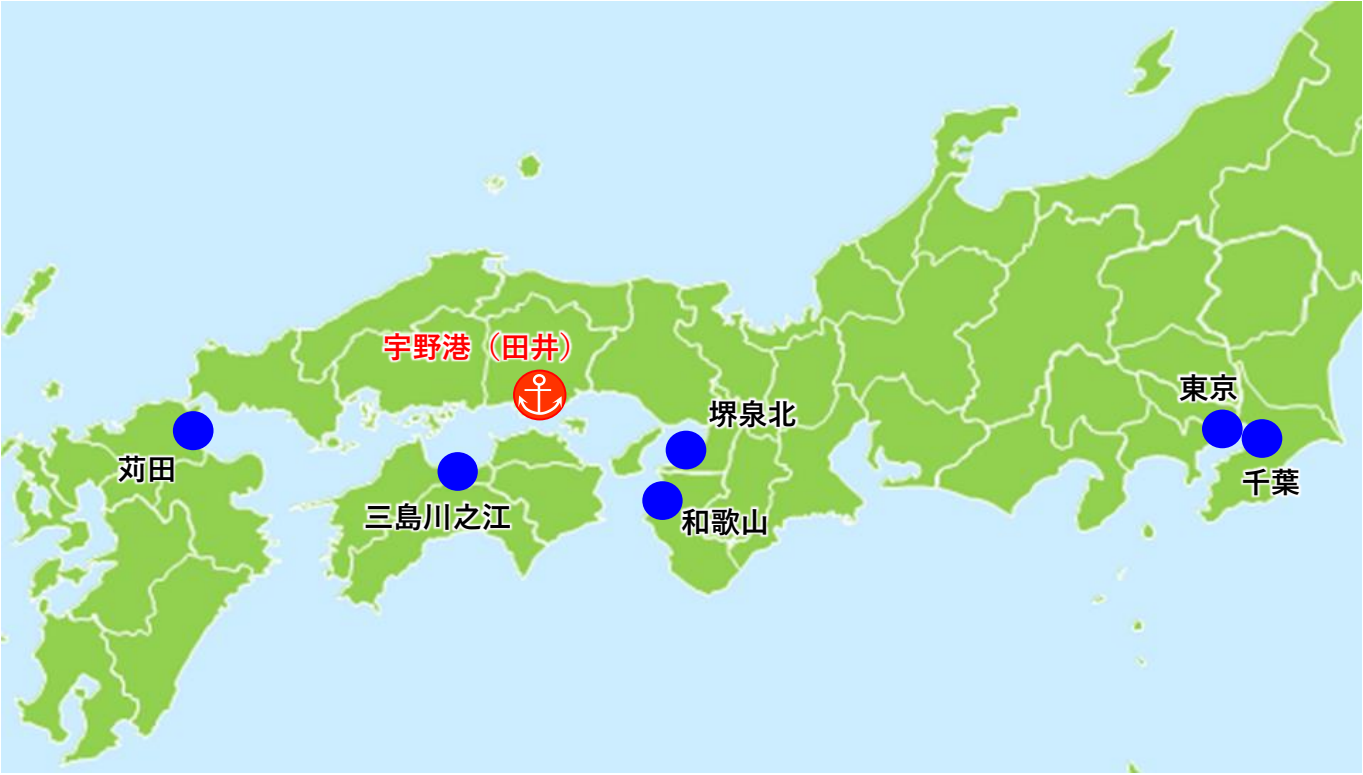 宇野港（田井）
東京
堺泉北
苅田
千葉
三島川之江
和歌山